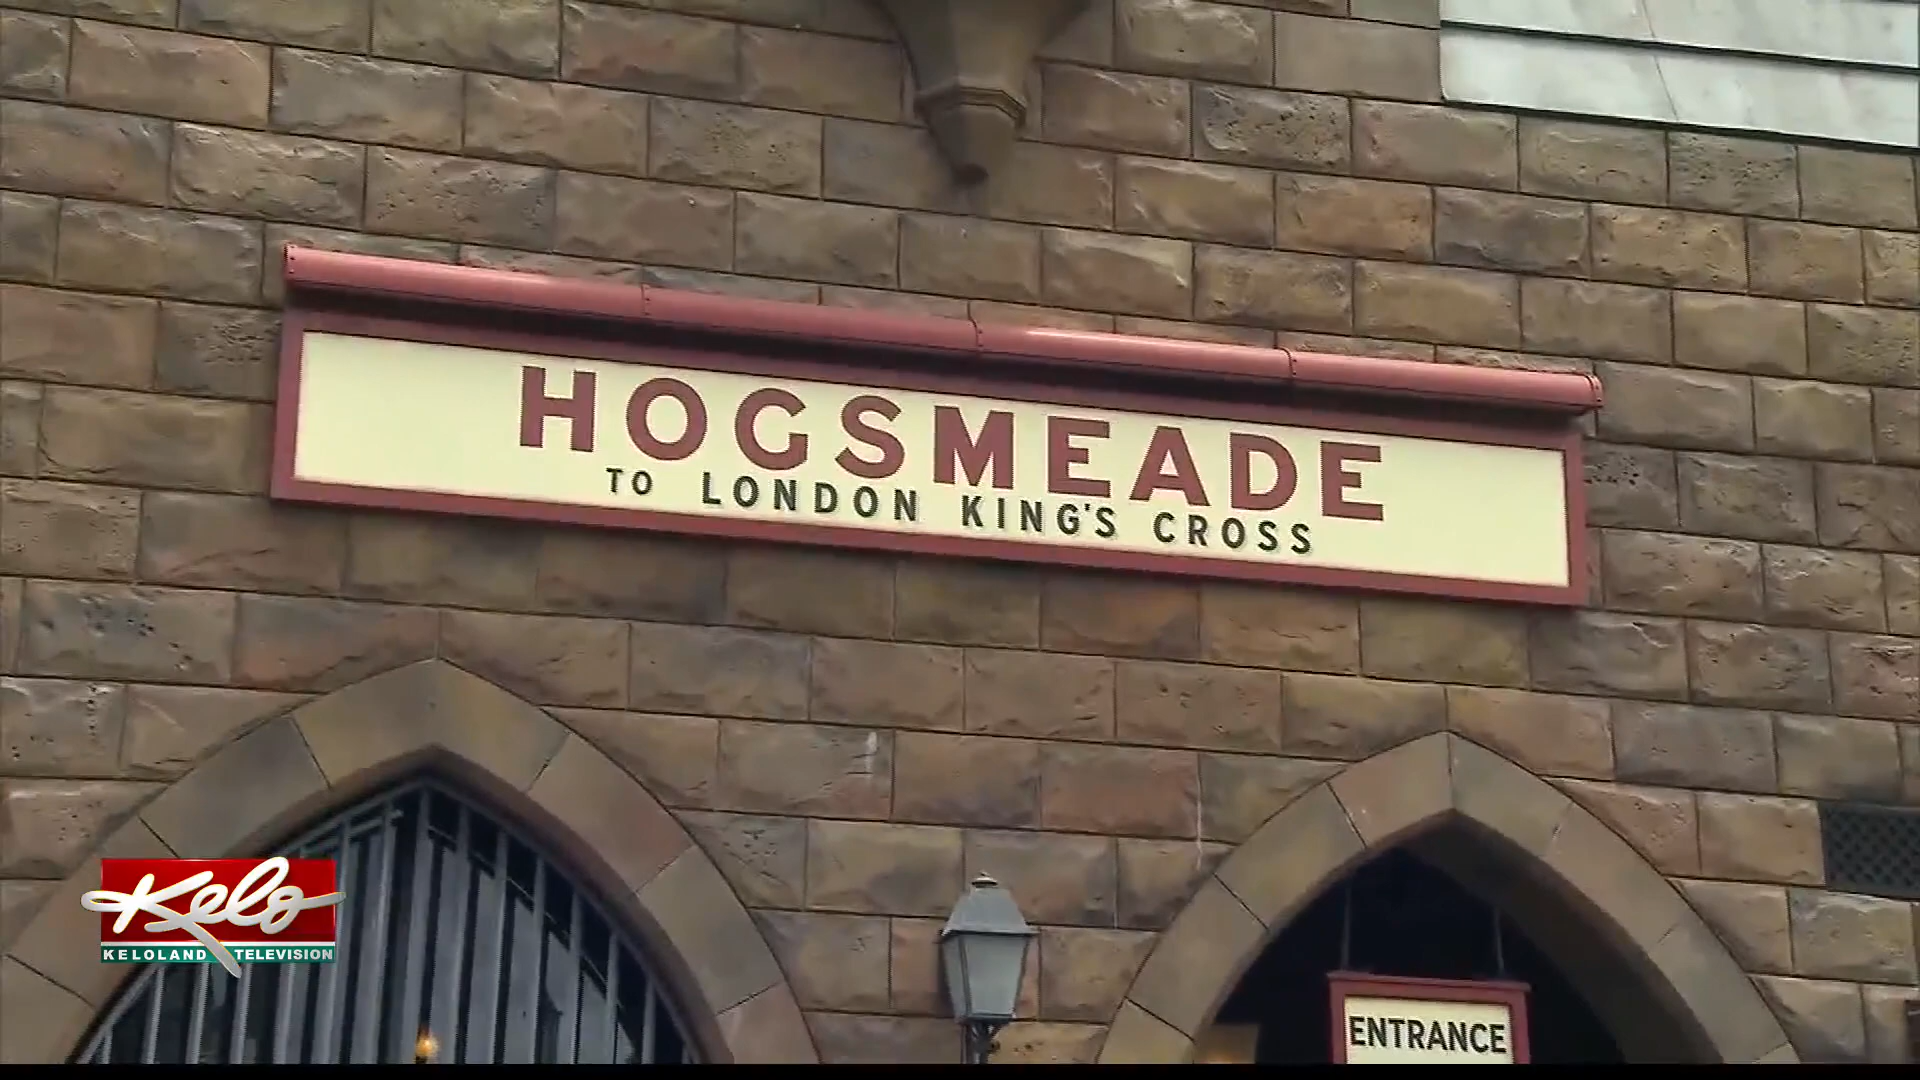 HOGSMEADE
TO LONDON KING'S CROSS
ENTRANCE
Kelo
KELOLAND TELEVISION